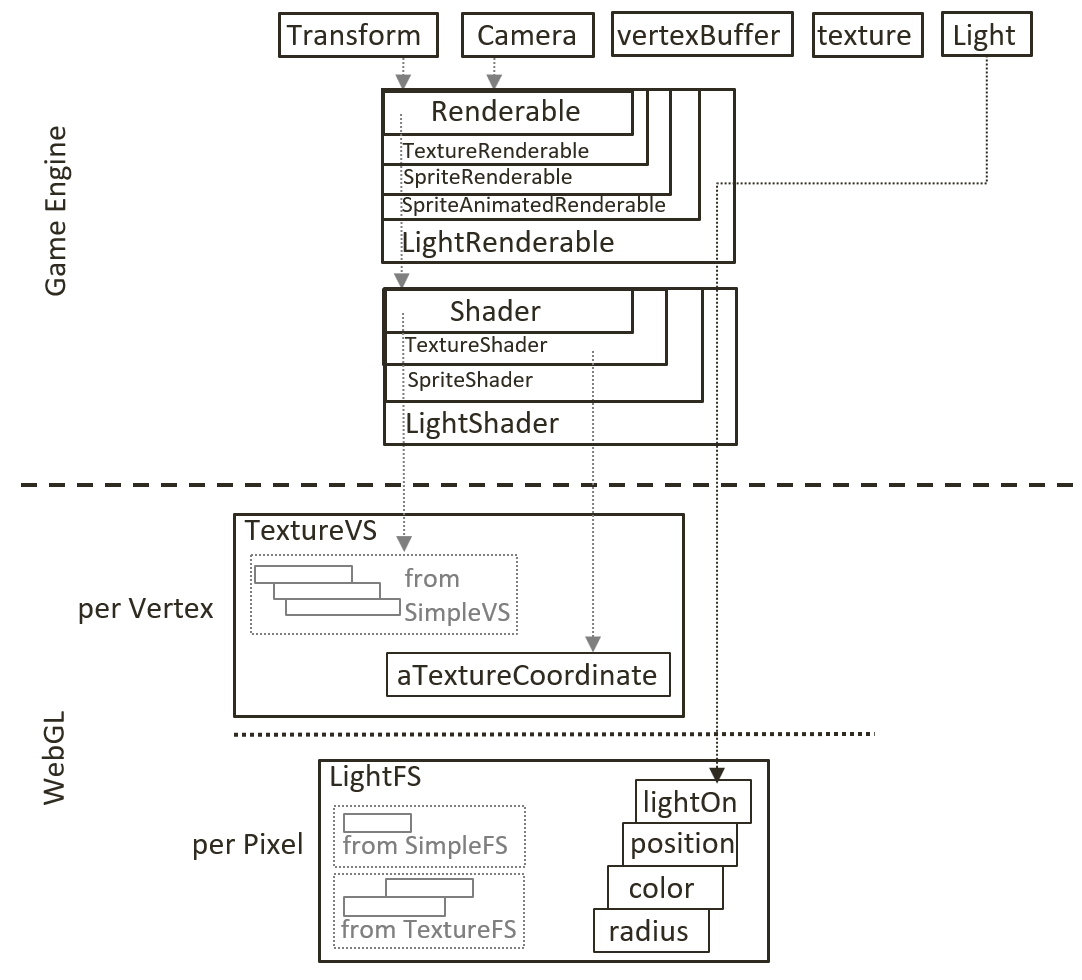 Transform
Camera
vertexBuffer
texture
Light
Game Engine
Renderable
TextureRenderable
SpriteRenderable
SpriteAnimatedRenderable
LightRenderable
Shader
TextureShader
SpriteShader
LightShader
WebGL
per Vertex
TextureVS
from
SimpleVS
aTextureCoordinate
per Pixel
LightFS
from SimpleFS
from TextureFS
lightOn
position
color
radius